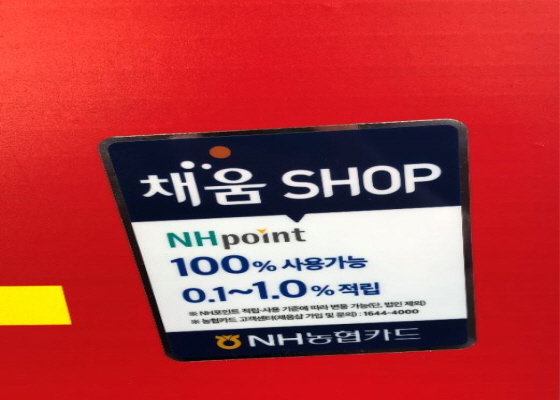 채움 SHOP
NHpoint
100% 사용가능
0.1~1.0% 적립
※ NH포인트 적립·사용 기준에 따라 변동 가능(단, 법인 제외)
※ 농협카드 고객센터(채움샵 가입 및 문의) : 1644-4000
NH농협카드